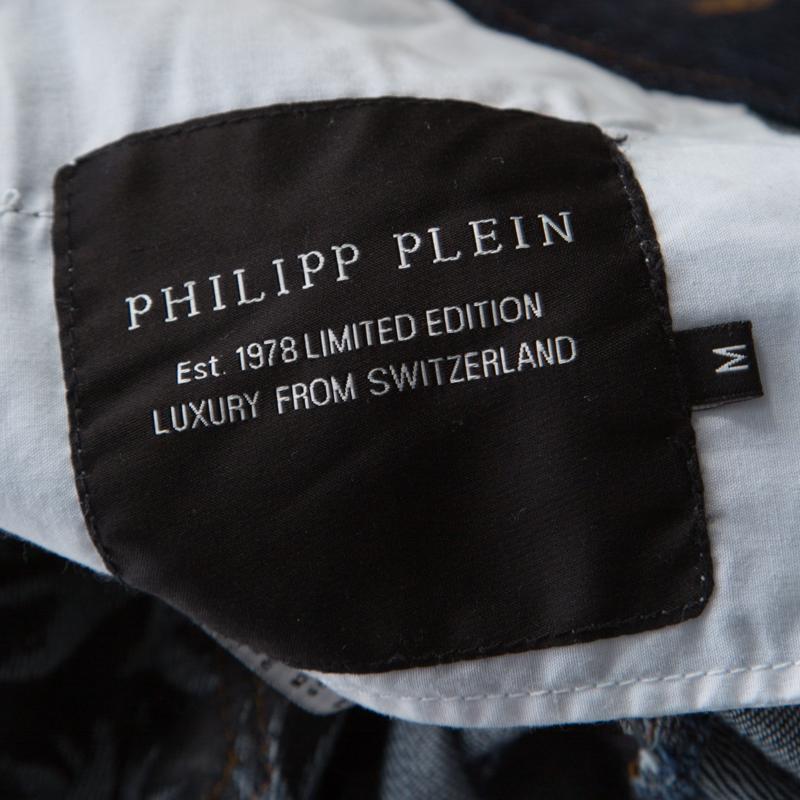 PHILIPP PLEIN
Est. 1978 LIMITED EDITION
LUXURY FROM SWITZERLAND
M